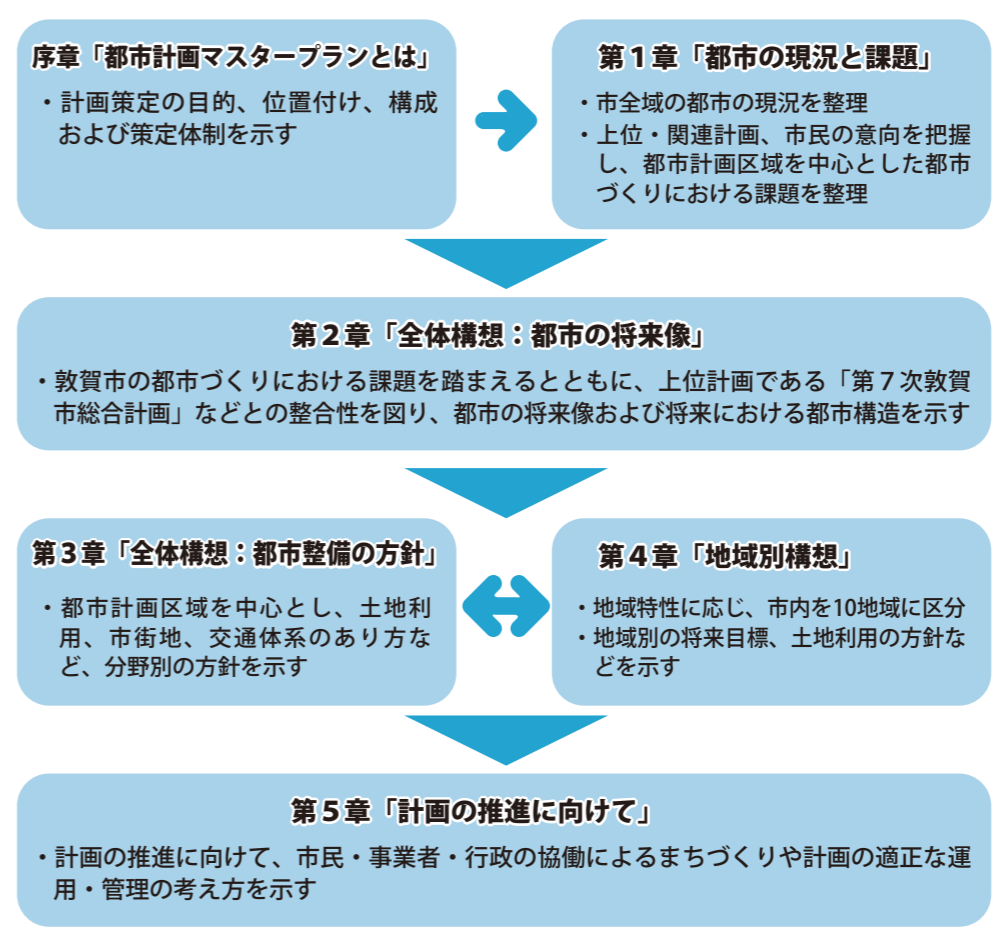 序章「都市計画マスタープランとは」
・計画策定の目的、位置付け、構成
および策定体制を示す
第1章「都市の現況と課題」
・市全域の都市の現況を整理
・上位・関連計画、市民の意向を把握
し、都市計画区域を中心とした都市
づくりにおける課題を整理
第2章「全体構想：都市の将来像」
・敦賀市の都市づくりにおける課題を踏まえるとともに、上位計画である「第7次敦賀
市総合計画」などとの整合性を図り、都市の将来像および将来における都市構造を示す
第3章「全体構想：都市整備の方針」
・都市計画区域を中心とし、土地利
用、市街地、交通体系のあり方な
ど、分野別の方針を示す
第4章「地域別構想」
・地域特性に応じ、市内を10地域に区分
・地域別の将来目標、土地利用の方針な
どを示す
第5章「計画の推進に向けて」
・計画の推進に向けて、市民・事業者・行政の協働によるまちづくりや計画の適正な運
用・管理の考え方を示す